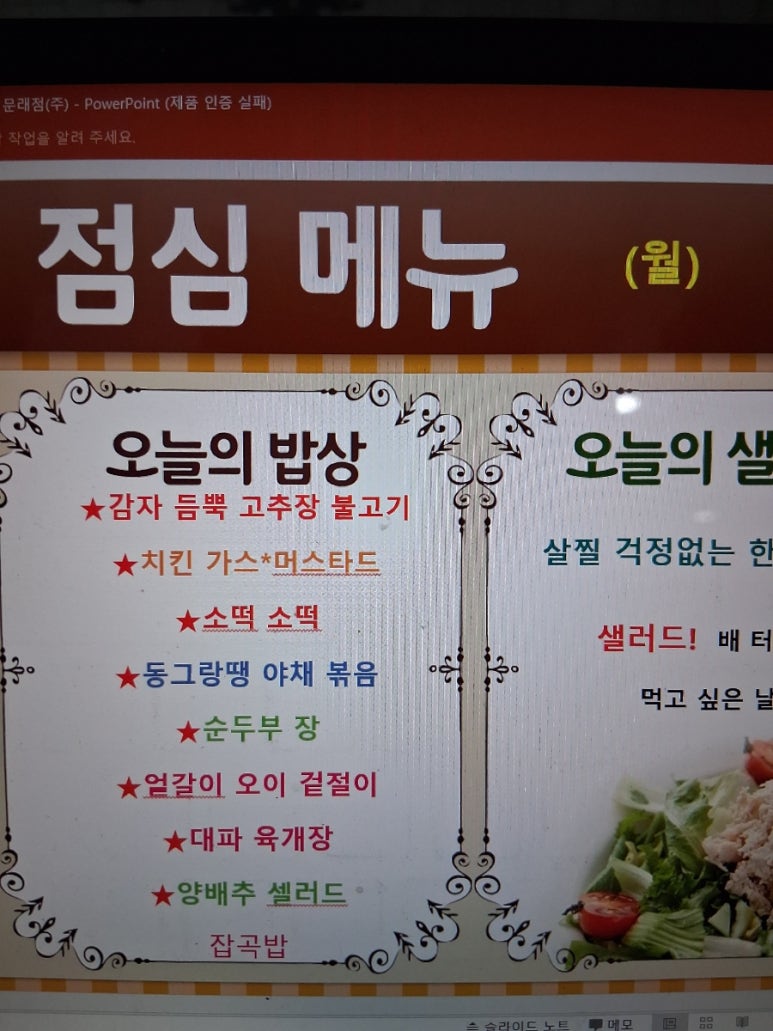 문래점(주) - PowerPoint (제품 인증 실패)
작업을 알려 주세요.
점심 메뉴 (월)
오늘의 밥상
★감자 듬뿍 고추장 불고기
★치킨 가스*머스타드
★소떡 소떡
★동그랑땡 야채 볶음
★순두부 장
★얼갈이 오이 겉절이
★대파 육개장
★양배추 셀러드
잡곡밥
오늘의
살찔 걱정없는 한
샐러드! 배 터
먹고 싶은 날
슬라이드 노트 메모